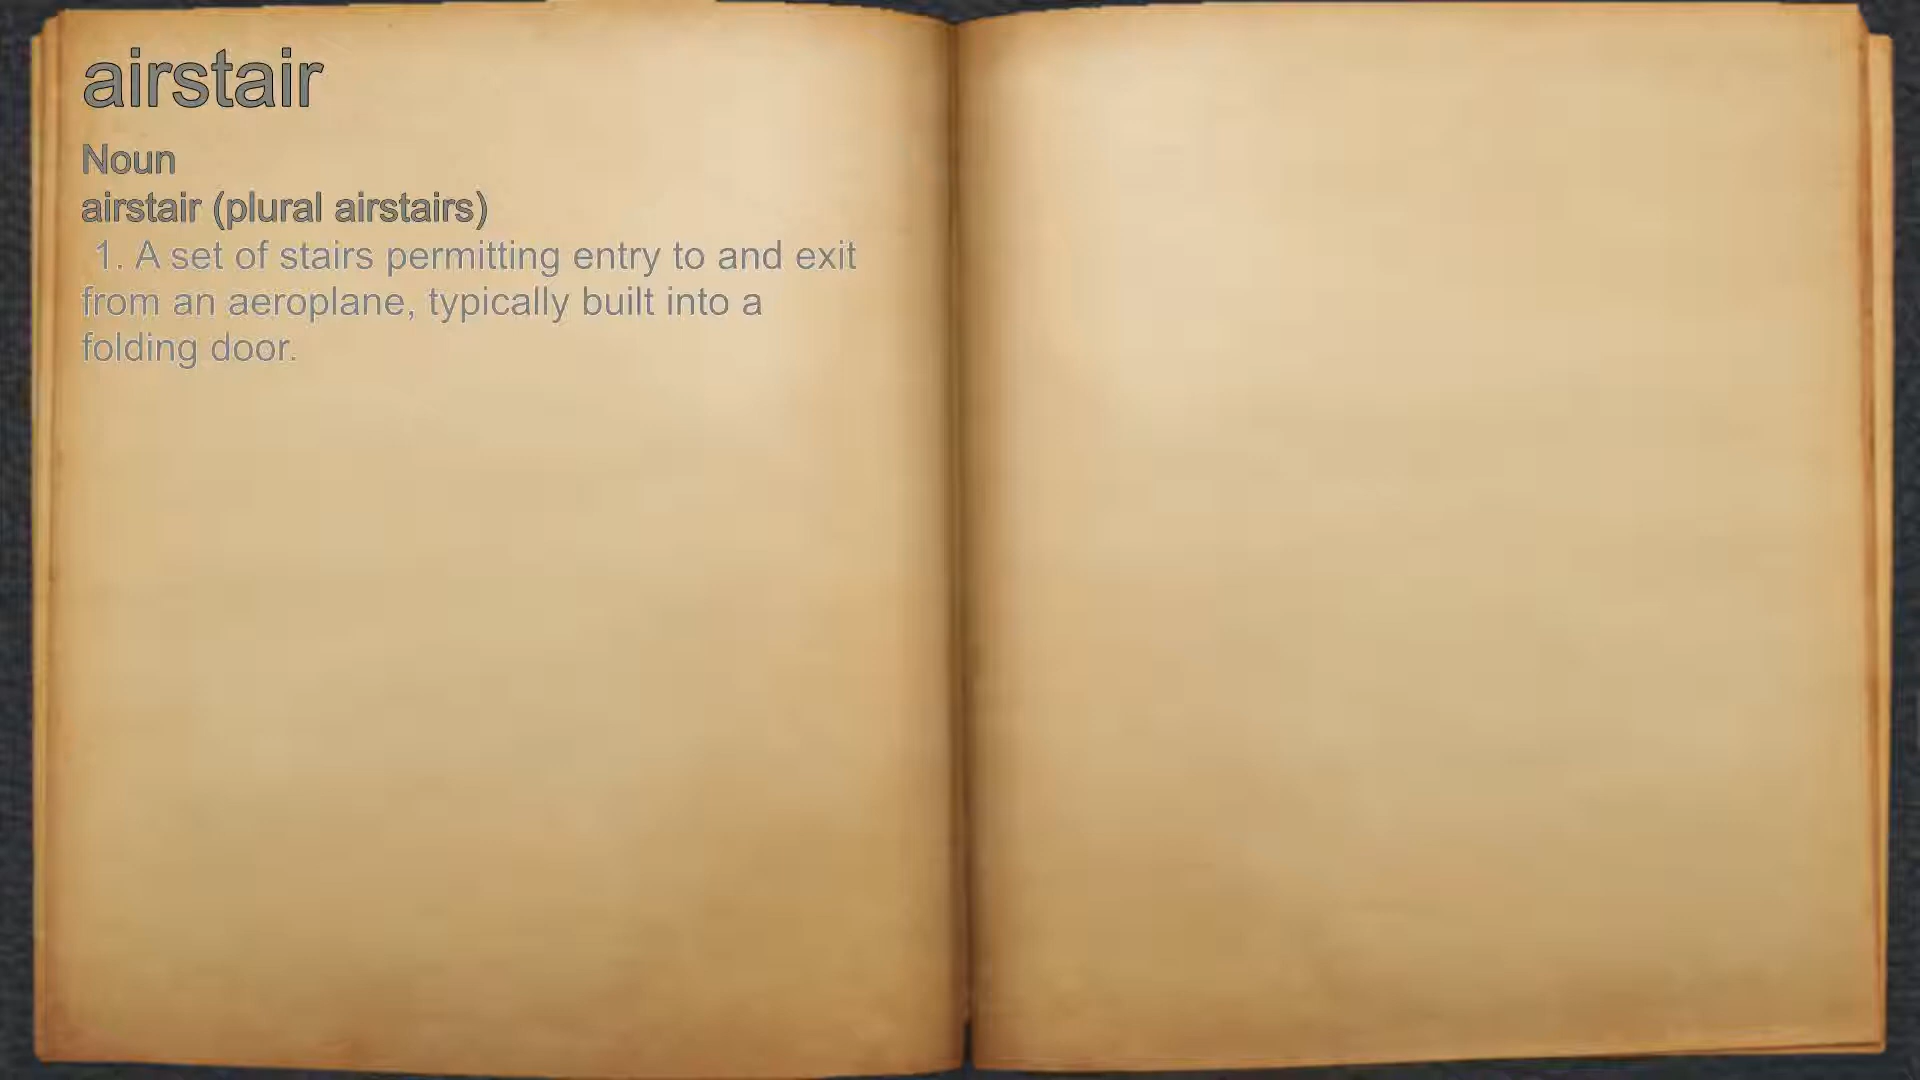 airstair
Noun
airstair (plural airstairs)
1. A set of stairs permitting entry to and exit
from an aeroplane, typically built into a
folding door.